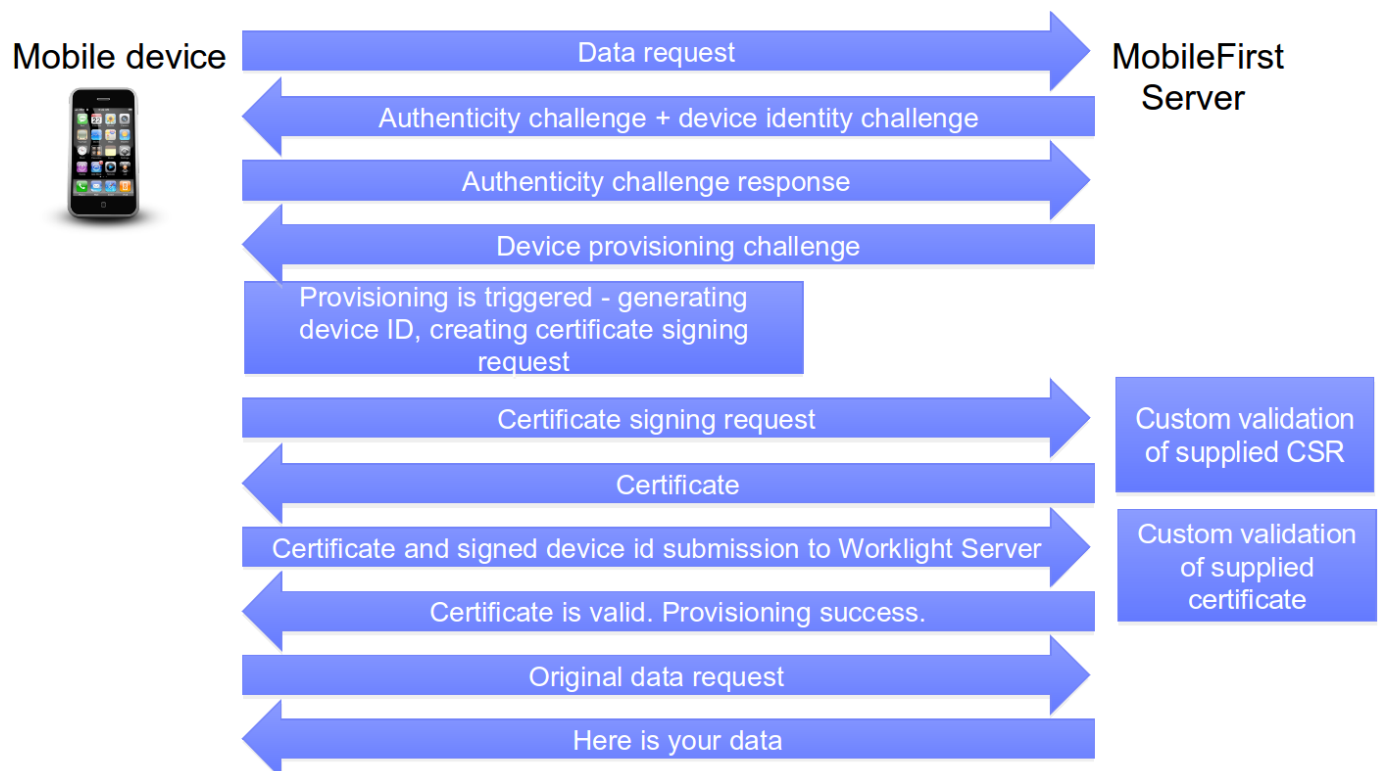 Mobile device
Data request
MobileFirst
Server
Authenticity challenge + device identity challenge
Authenticity challenge response
Device provisioning challenge
Provisioning is triggered - generating
device ID, creating certificate signing
request
Certificate signing request
Custom validation
of supplied CSR
Certificate
Certificate and signed device id submission to Worklight Server
Custom validation
of supplied
certificate
Certificate is valid. Provisioning success.
Original data request
Here is your data